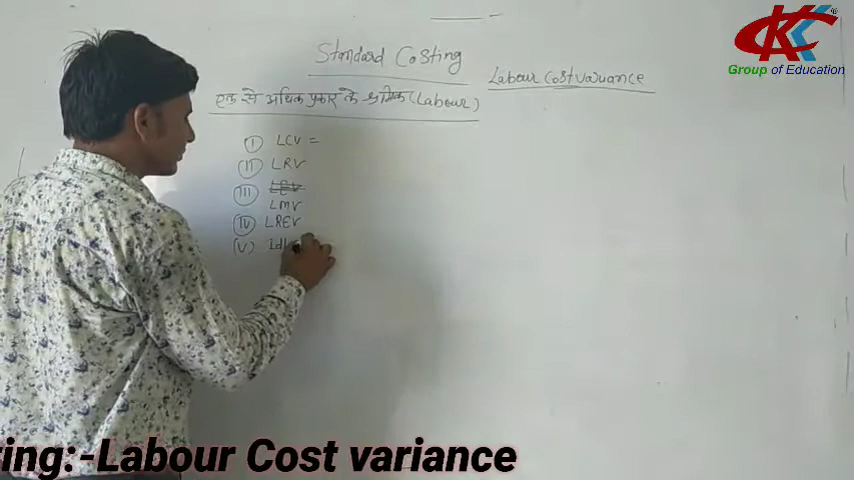 KK
Group of Education
Standard Costing
Labour Cost variance
एक से अधिक प्रकार के श्रमिक (Labour)
(I) LCV =
(II) LRV
(III)
LMV
(IV) LREV
(V) Idl
ing:-Labour Cost variance